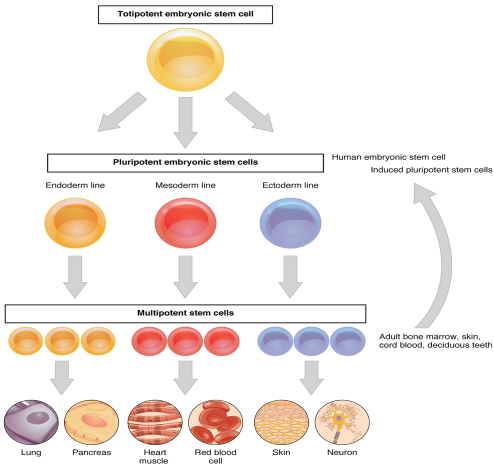 Totipotent embryonic stem cell
Pluripotent embryonic stem cells
Human embryonic stem cell
Induced pluripotent stem cells
Endoderm line
Mesoderm line
Ectoderm line
Multipotent stem cells
Adult bone marrow, skin,
cord blood, deciduous teeth
Lung
Pancreas
Heart
muscle
Red blood
cell
Skin
Neuron